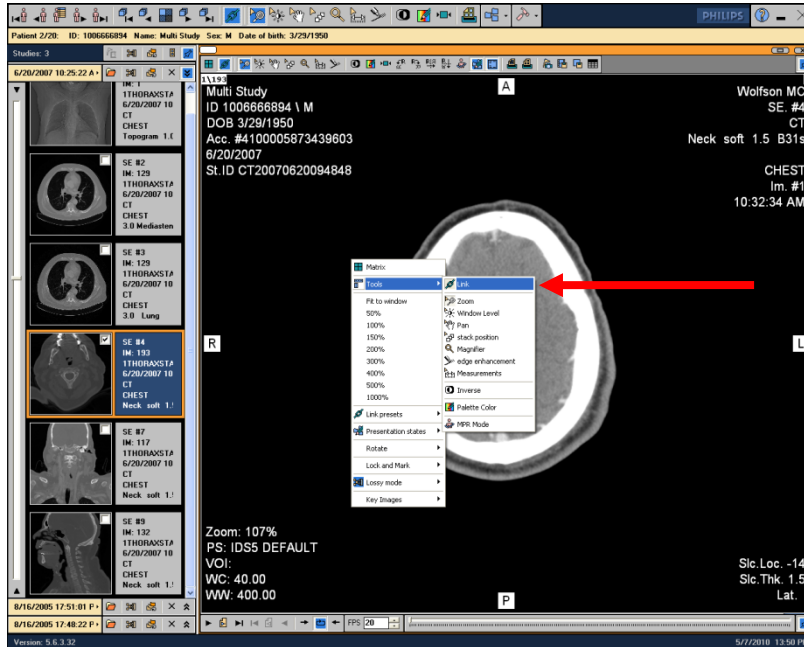 PHILIPS
Patient 2/20: ID: 1006666894 Name: Multi Study Sex: M Date of birth: 3/29/1950
Studies: 3
6/20/2007 10:25:22 A
IM: 1
1THORAXSTA
6/20/2007 10
CT
CHEST
Topogram 1.(
SE #2
IM: 129
1THORAXSTA
6/20/2007 10
CT
CHEST
3.0 Mediasten
SE #3
IM: 129
1THORAXSTA
6/20/2007 10
CT
CHEST
3.0 Lung
SE #4
IM: 193
1THORAXSTA
6/20/2007 10
CT
CHEST
Neck soft 1.!
SE #7
IM: 117
1THORAXSTA
6/20/2007 10
CT
CHEST
Neck soft 1.!
SE #9
IM: 132
1THORAXSTA
6/20/2007 10
CT
CHEST
Neck soft 1.!
8/16/2005 17:51:01 P
8/16/2005 17:48:22 P
Version: 5.6.3.32
1\193
Multi Study
ID 1006666894 \ M
DOB 3/29/1950
Acc. #4100005873439603
6/20/2007
St.ID CT20070620094848
A
Wolfson MC
SE. #4
CT
Neck soft 1.5 B31s
CHEST
Im. #1
10:32:34 AM
R
L
Matrix
Tools
Fit to window
50%
100%
150%
200%
300%
400%
500%
1000%
Link presets
Presentation states
Rotate
Lock and Mark
Lossy mode
Key Images
Link
Zoom
Window Level
Pan
stack position
Magnifier
edge enhancement
Measurements
Inverse
Palette Color
MPR Mode
Zoom: 107%
PS: IDS5 DEFAULT
VOI:
WC: 40.00
WW: 400.00
P
Slc.Loc. -14
Slc.Thk. 1.5
Lat.
FPS 20
5/7/2010 13:50 P